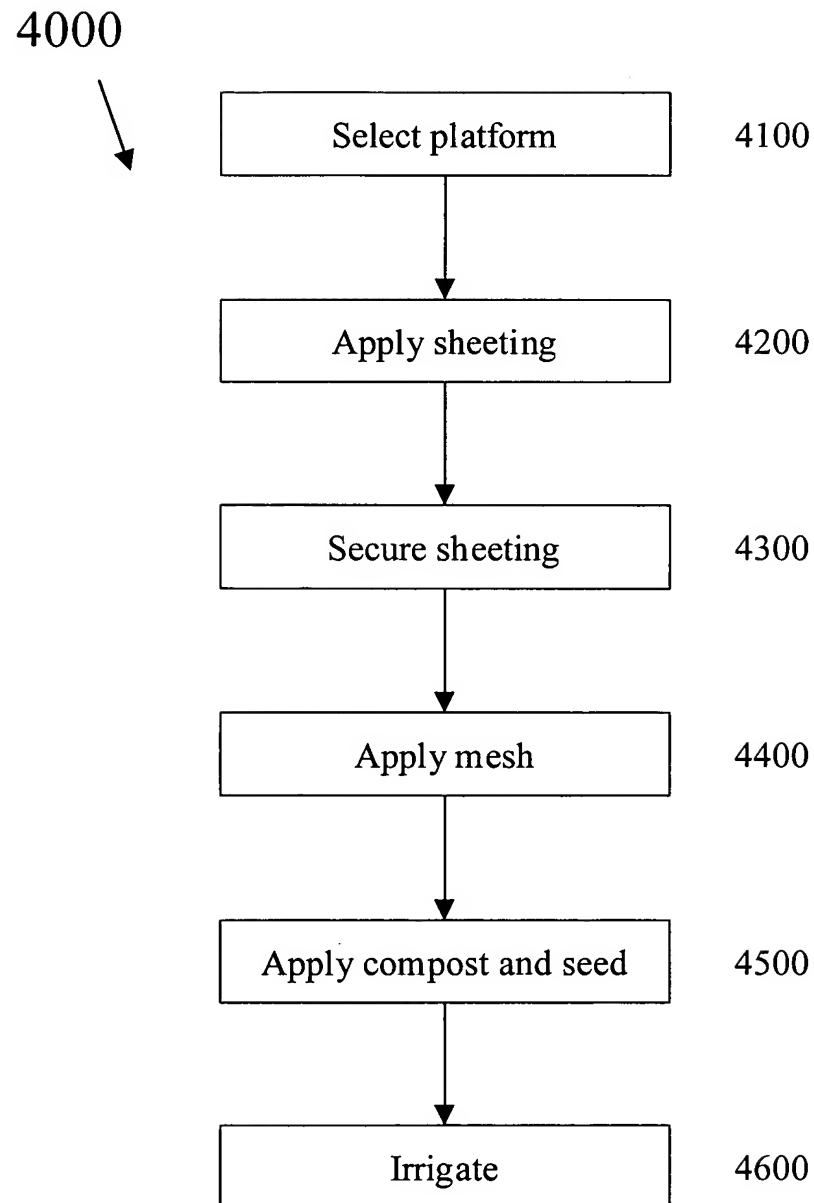 4000
Select platform 4100
Apply sheeting 4200
Secure sheeting 4300
Apply mesh 4400
Apply compost and seed 4500
Irrigate 4600